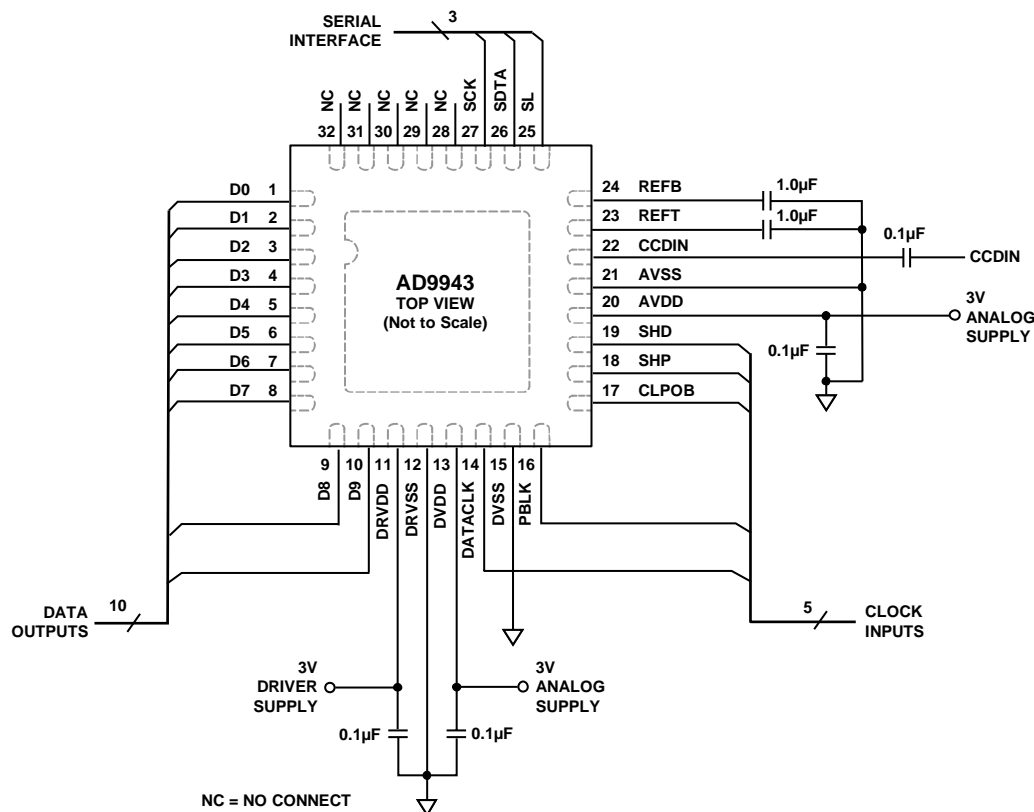 SERIAL
INTERFACE
3
NC
NC
NC
NC
NC
SCK
SDTA
SL
32
31
30
29
28
27
26
25
D0 1
D1 2
D2 3
D3 4
D4 5
D5 6
D6 7
D7 8
AD9943
TOP VIEW
(Not to Scale)
24 REFB
23 REFT
22 CCDIN
21 AVSS
20 AVDD
19 SHD
18 SHP
17 CLPOB
1.0µF
1.0µF
0.1µF
CCDIN
3V
ANALOG
SUPPLY
0.1µF
9
10
11
12
13
14
15
16
D8
D9
DRVDD
DRVSS
DVDD
DATACLK
DVSS
PBLK
DATA
OUTPUTS
10
5
CLOCK
INPUTS
3V
DRIVER
SUPPLY
3V
ANALOG
SUPPLY
0.1µF
0.1µF
NC = NO CONNECT